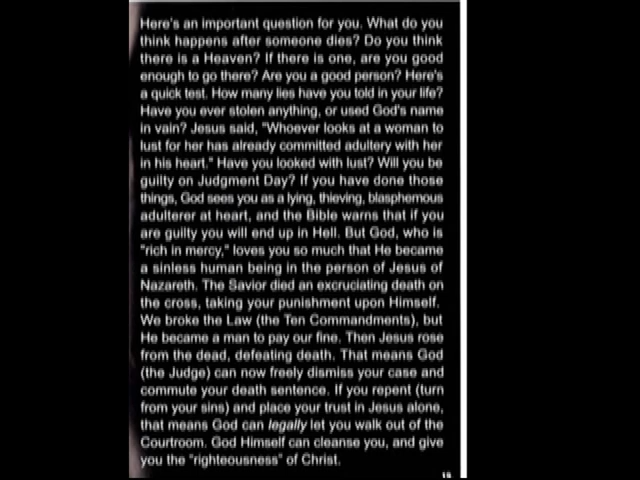 Here's an important question for you. What do you
think happens after someone dies? Do you think
there is a Heaven? If there is one, are you good
enough to go there? Are you a good person? Here's
a quick test. How many lies have you told in your life?
Have you ever stolen anything, or used God's name
in vain? Jesus said, "Whoever looks at a woman to
lust for her has already committed adultery with her
in his heart." Have you looked with lust? Will you be
guilty on Judgment Day? If you have done those
things, God sees you as a lying, thieving, blasphemous
adulterer at heart, and the Bible warns that if you
are guilty you will end up in Hell. But God, who is
"rich in mercy," loves you so much that He became
a sinless human being in the person of Jesus of
Nazareth. The Savior died an excruciating death on
the cross, taking your punishment upon Himself.
We broke the Law (the Ten Commandments), but
He became a man to pay our fine. Then Jesus rose
from the dead, defeating death. That means God
(the Judge) can now freely dismiss your case and
commute your death sentence. If you repent (turn
from your sins) and place your trust in Jesus alone,
that means God can legally let you walk out of the
Courtroom. God Himself can cleanse you, and give
you the "righteousness" of Christ.